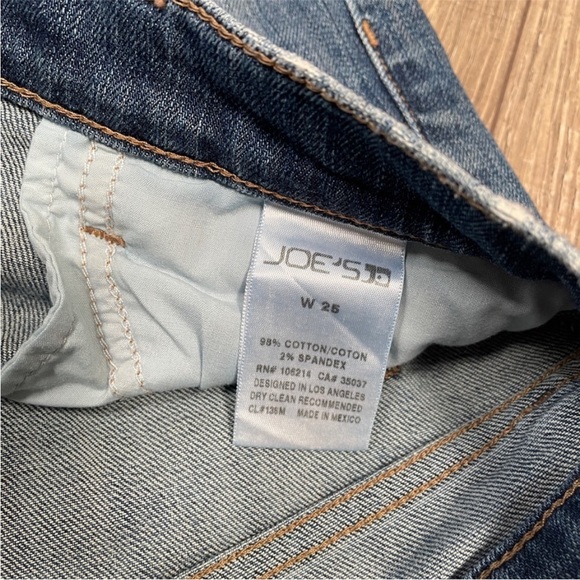 JOE'S
W 25
98% COTTON/COTON
2% SPANDEX
RN# 106214 CA# 35037
DESIGNED IN LOS ANGELES
DRY CLEAN RECOMMENDED
CL#136M MADE IN MEXICO